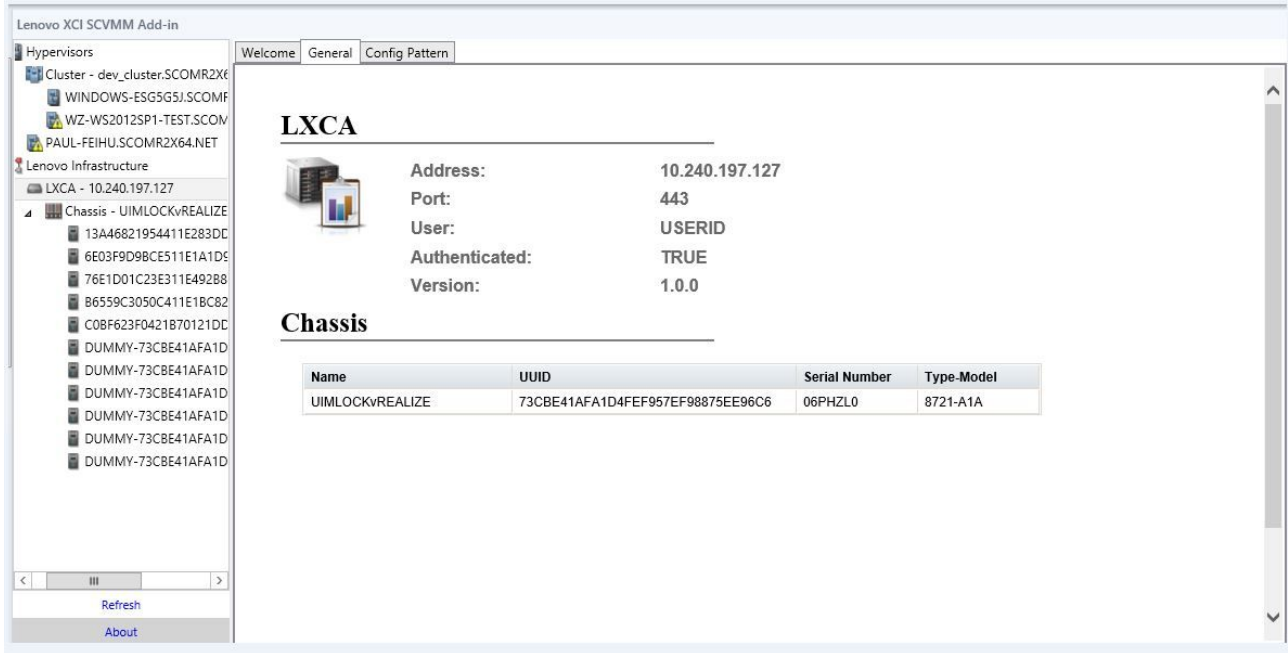 Lenovo XCI SCVMM Add-in
Hypervisors
Cluster - dev_cluster.SCOMR2X6
WINDOWS-ESG5G5J.SCOMR
WZ-WS2012SP1-TEST.SCOM
PAUL-FEIHU.SCOMR2X64.NET
Lenovo Infrastructure
LXCA - 10.240.197.127
Chassis - UIMLOCKvREALIZE
13A46821954411E283DD
6E03F9D9BCE511E1A1D9
76E1D01C23E311E492B8
B6559C3050C411E1BC82
C0BF623F0421B70121DD
DUMMY-73CBE41AFA1D
DUMMY-73CBE41AFA1D
DUMMY-73CBE41AFA1D
DUMMY-73CBE41AFA1D
DUMMY-73CBE41AFA1D
DUMMY-73CBE41AFA1D
Refresh
About
Welcome General Config Pattern
LXCA
Address: 10.240.197.127
Port: 443
User: USERID
Authenticated: TRUE
Version: 1.0.0
Chassis
Name UUID Serial Number Type-Model
UIMLOCKvREALIZE 73CBE41AFA1D4FEF957EF98875EE96C6 06PHZL0 8721-A1A